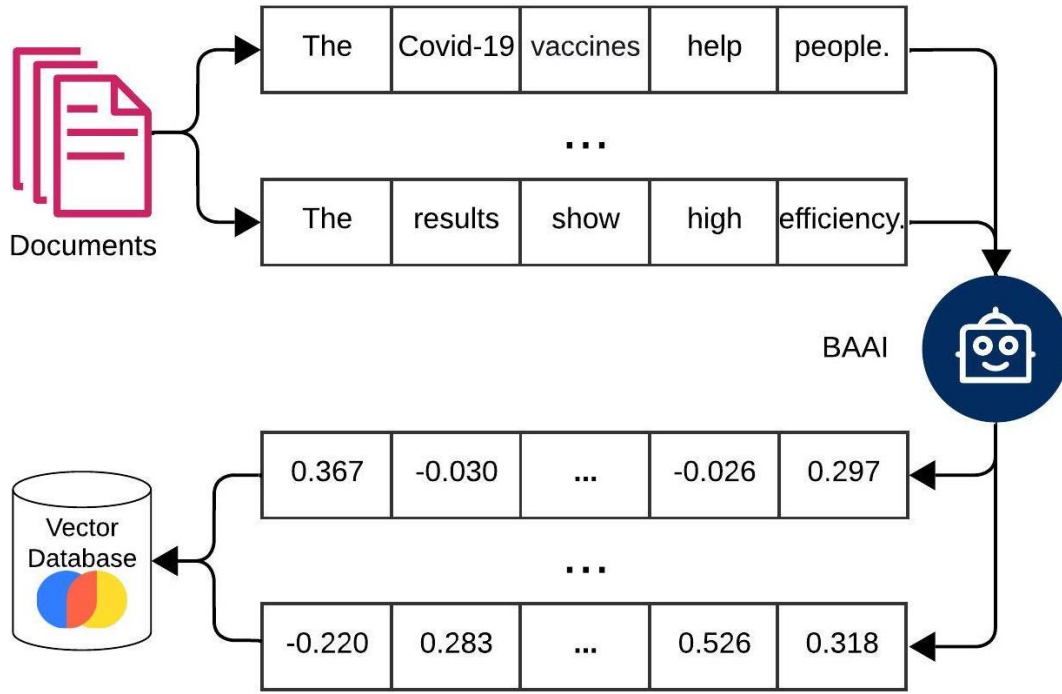 The Covid-19 vaccines help people.
...
The results show high efficiency.
Documents
BAAI
0.367 -0.030 ... -0.026 0.297
Vector
Database
...
-0.220 0.283 ... 0.526 0.318